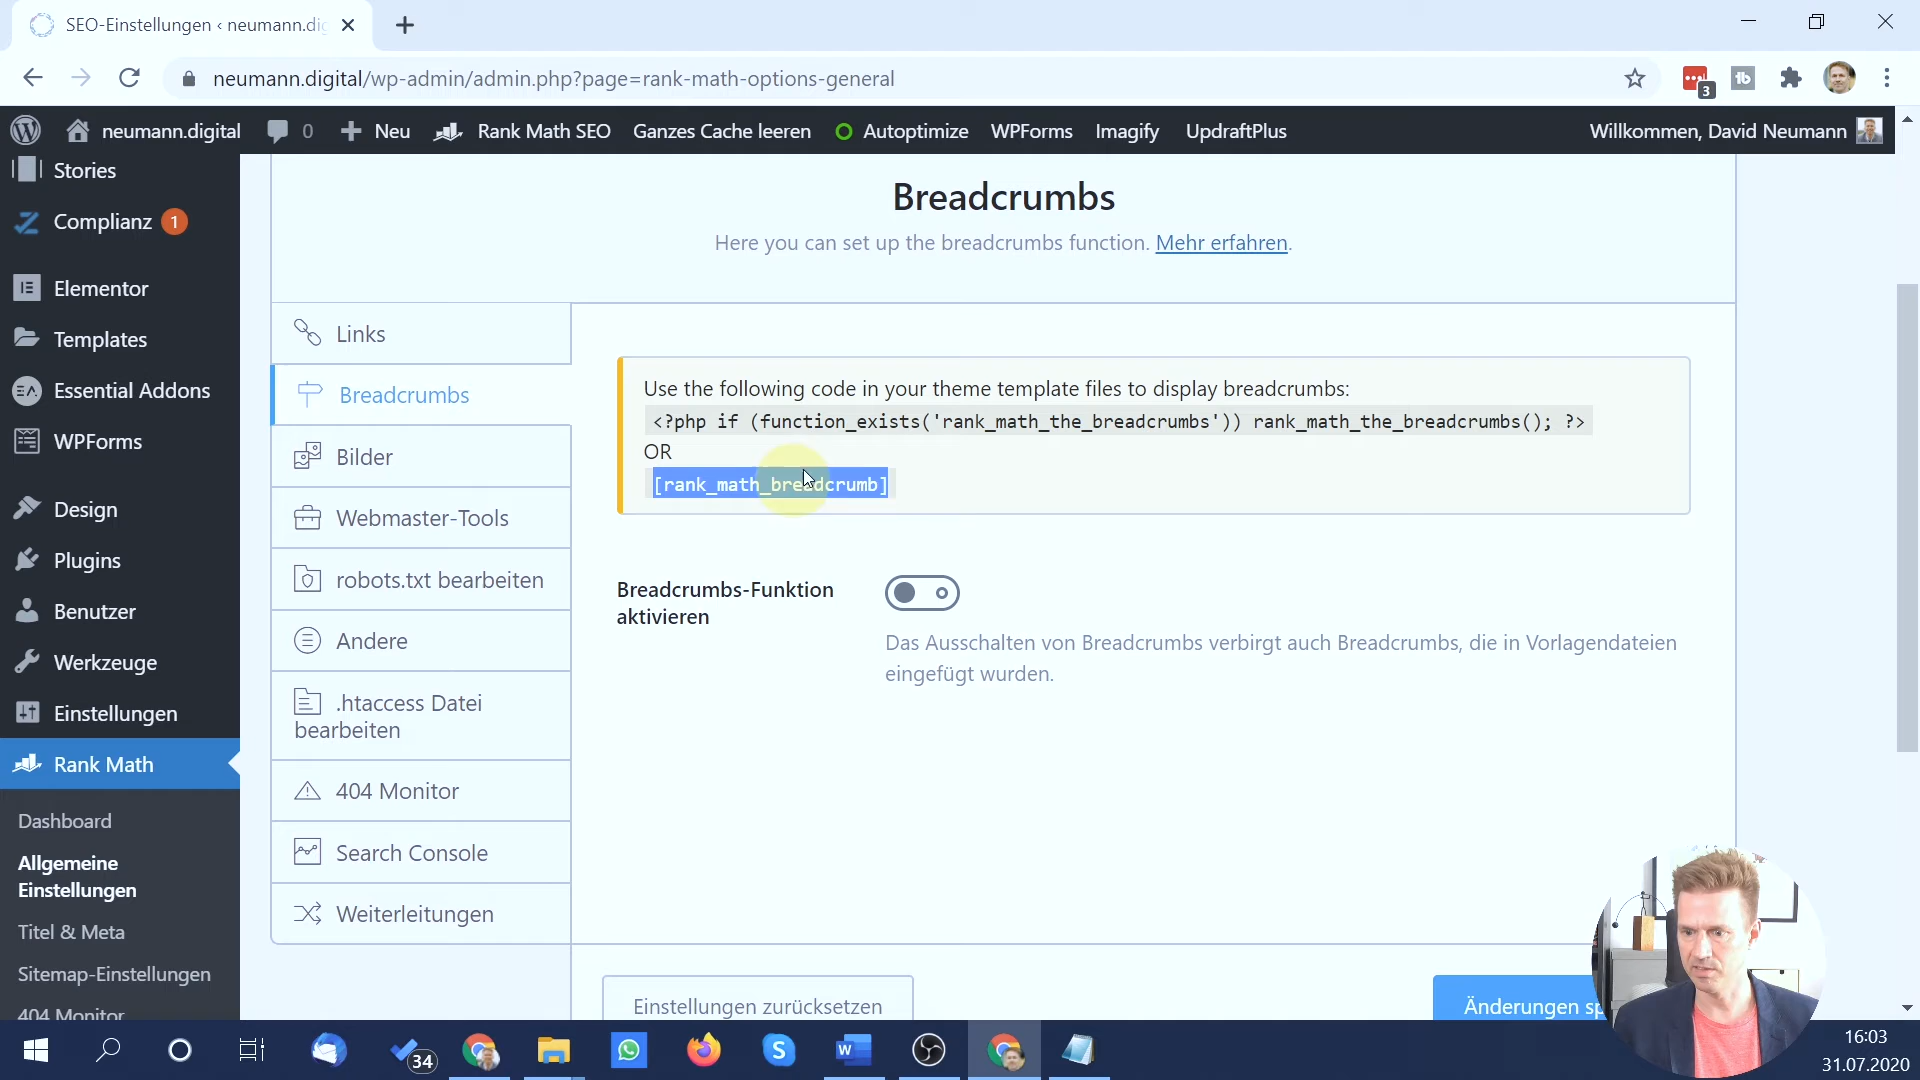 SEO-Einstellungen ‹ neumann.dig
neumann.digital/wp-admin/admin.php?page=rank-math-options-general
3
neumann.digital
0
Neu
Rank Math SEO
Ganzes Cache leeren
Autoptimize
WPForms
Imagify
UpdraftPlus
Willkommen, David Neumann
Stories
Complianz 1
Elementor
Templates
Essential Addons
WPForms
Design
Plugins
Benutzer
Werkzeuge
Einstellungen
Rank Math
Dashboard
Allgemeine
Einstellungen
Titel & Meta
Sitemap-Einstellungen
404 Monitor
Breadcrumbs
Here you can set up the breadcrumbs function. Mehr erfahren.
Links
Breadcrumbs
Bilder
Webmaster-Tools
robots.txt bearbeiten
Andere
.htaccess Datei
bearbeiten
404 Monitor
Search Console
Weiterleitungen
Use the following code in your theme template files to display breadcrumbs:
<?php if (function_exists('rank_math_the_breadcrumbs')) rank_math_the_breadcrumbs(); ?>
OR
[rank_math_breadcrumb]
Breadcrumbs-Funktion
aktivieren
Das Ausschalten von Breadcrumbs verbirgt auch Breadcrumbs, die in Vorlagendateien
eingefügt wurden.
Einstellungen zurücksetzen
Änderungen sp
34
16:03
31.07.2020